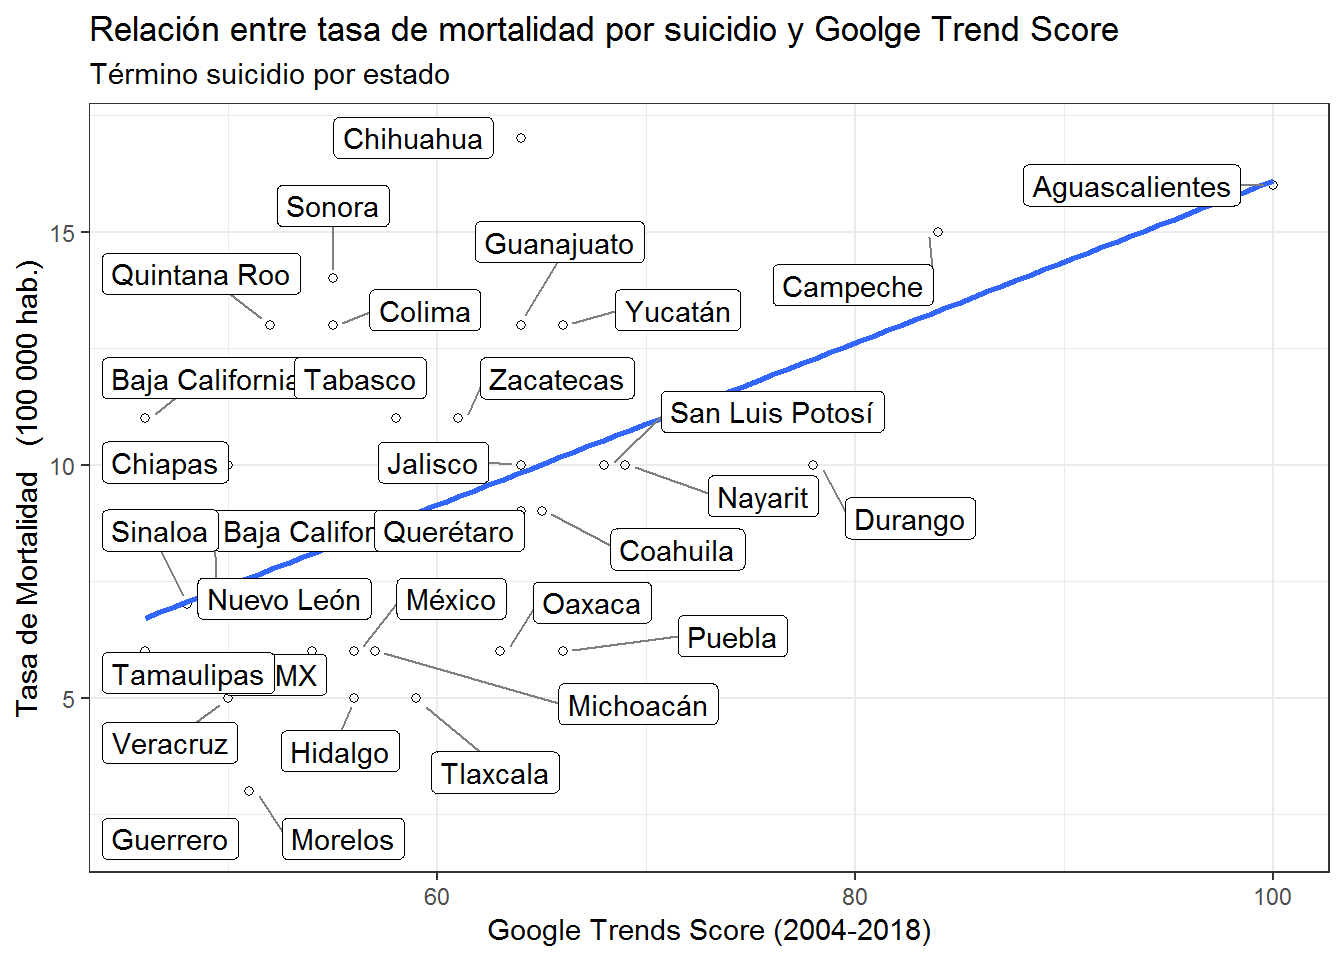 Relación entre tasa de mortalidad por suicidio y Goolge Trend Score
Término suicidio por estado
Tasa de Mortalidad (100 000 hab.)
15
10
5
Chihuahua
Aguascalientes
Sonora
Guanajuato
Quintana Roo
Campeche
Colima
Yucatán
Baja California
Tabasco
Zacatecas
San Luis Potosí
Chiapas
Jalisco
Nayarit
Durango
Sinaloa
Baja Califor
Querétaro
Coahuila
Nuevo León
México
Oaxaca
Puebla
Tamaulipas
MX
Michoacán
Veracruz
Hidalgo
Tlaxcala
Guerrero
Morelos
60
80
100
Google Trends Score (2004-2018)